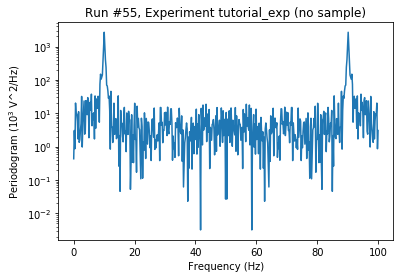 Run #55, Experiment tutorial_exp (no sample)
Periodogram (10³ V^2/Hz)
10³
10²
10¹
10⁰
10⁻¹
10⁻²
0 20 40 60 80 100
Frequency (Hz)